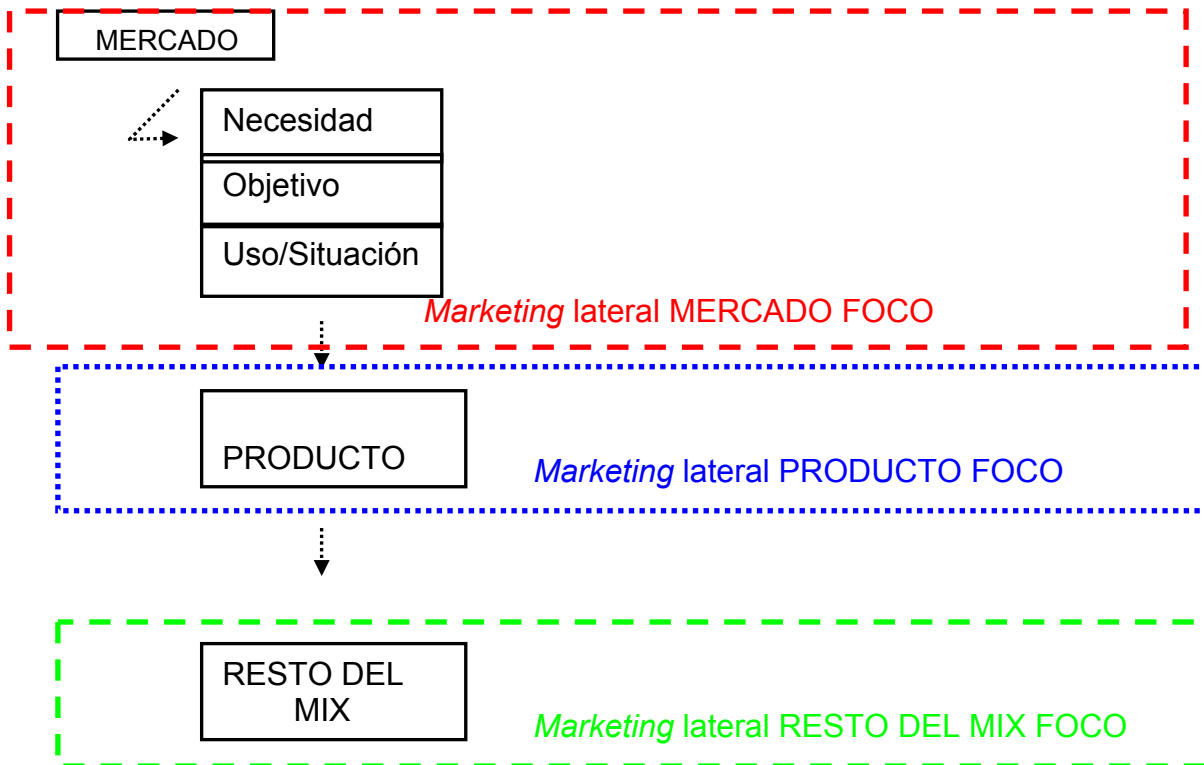 MERCADO
Necesidad
Objetivo
Uso/Situación
Marketing lateral MERCADO FOCO
PRODUCTO
Marketing lateral PRODUCTO FOCO
RESTO DEL
MIX
Marketing lateral RESTO DEL MIX FOCO